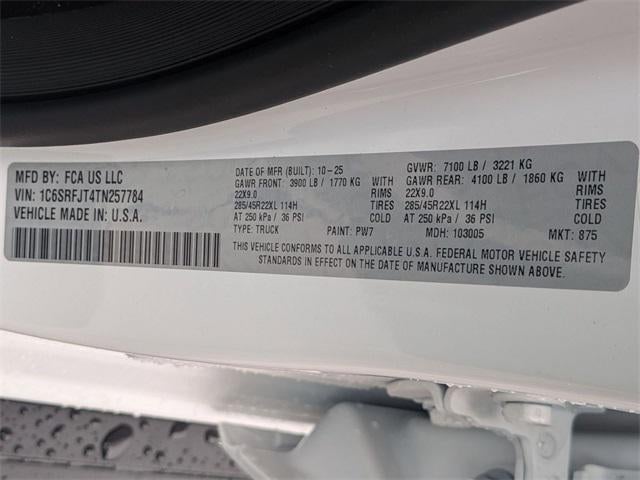 MFD BY: FCA US LLC
VIN: 1C6SRFJT4TN257784
VEHICLE MADE IN: U.S.A.
DATE OF MFR (BUILT): 10-25 GVWR: 7100 LB / 3221 KG
GAWR FRONT: 3900 LB / 1770 KG WITH GAWR REAR: 4100 LB / 1860 KG WITH
22X9.0 RIMS 22X9.0 RIMS
285/45R22XL 114H TIRES 285/45R22XL 114H TIRES
AT 250 kPa / 36 PSI COLD AT 250 kPa / 36 PSI COLD
TYPE: TRUCK PAINT: PW7 MDH: 103005 MKT: 875
THIS VEHICLE CONFORMS TO ALL APPLICABLE U.S.A. FEDERAL MOTOR VEHICLE SAFETY
STANDARDS IN EFFECT ON THE DATE OF MANUFACTURE SHOWN ABOVE.